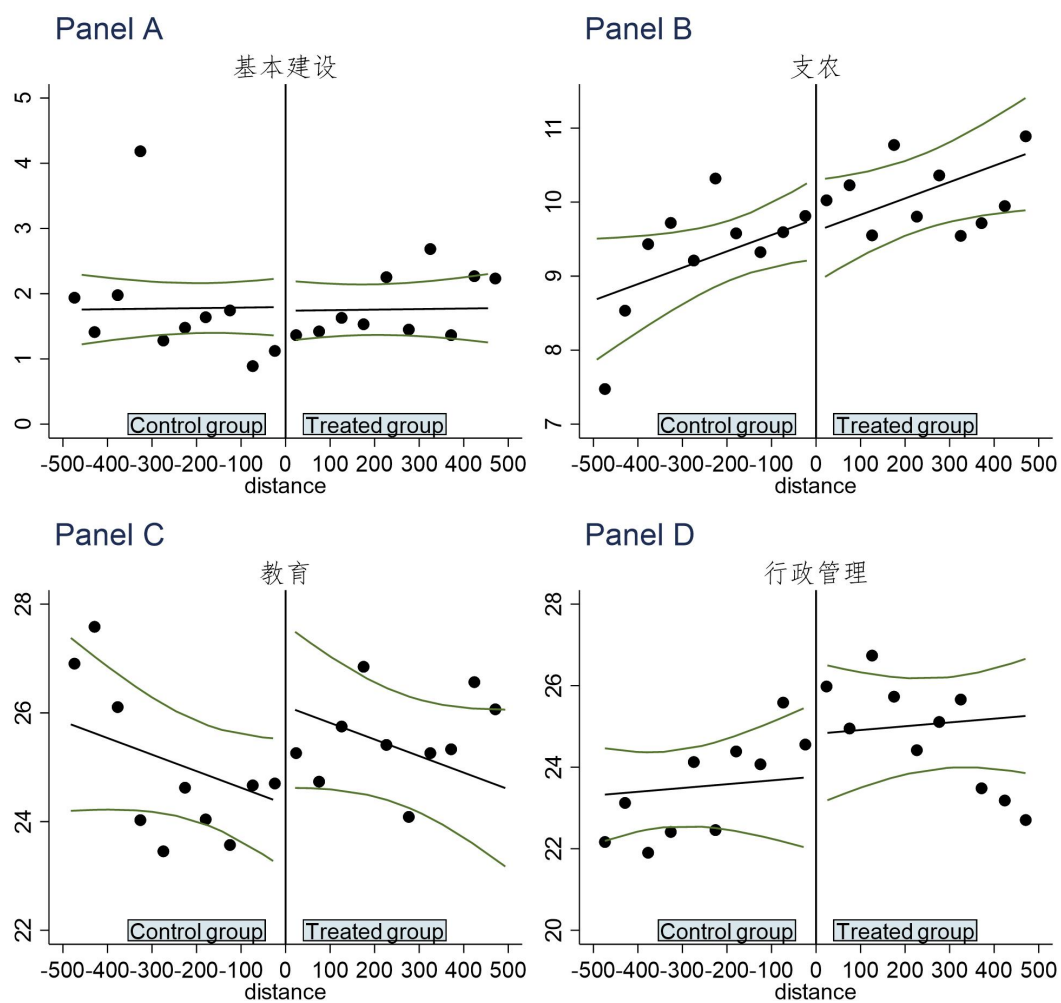 Panel A
基本建设
5
4
3
2
1
0
Control group
Treated group
-500 -400 -300 -200 -100 0 100 200 300 400 500
distance
Panel B
支农
11
10
9
8
7
Control group
Treated group
-500 -400 -300 -200 -100 0 100 200 300 400 500
distance
Panel C
教育
28
26
24
22
Control group
Treated group
-500 -400 -300 -200 -100 0 100 200 300 400 500
distance
Panel D
行政管理
28
26
24
22
20
Control group
Treated group
-500 -400 -300 -200 -100 0 100 200 300 400 500
distance